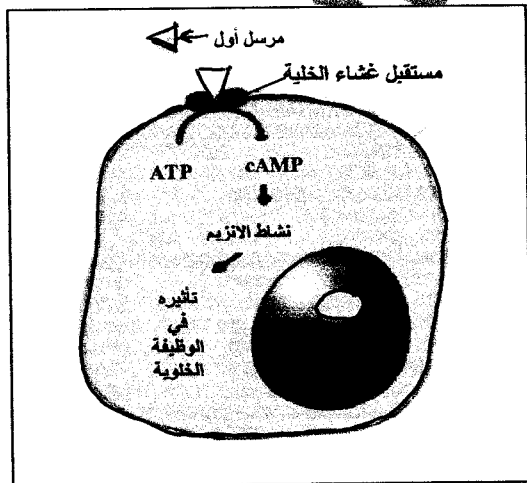 مرسل أول
مستقبل غشاء الخلية
ATP
cAMP
نشاط الانزيم
تأثيره
في
الوظيفة
الخلوية